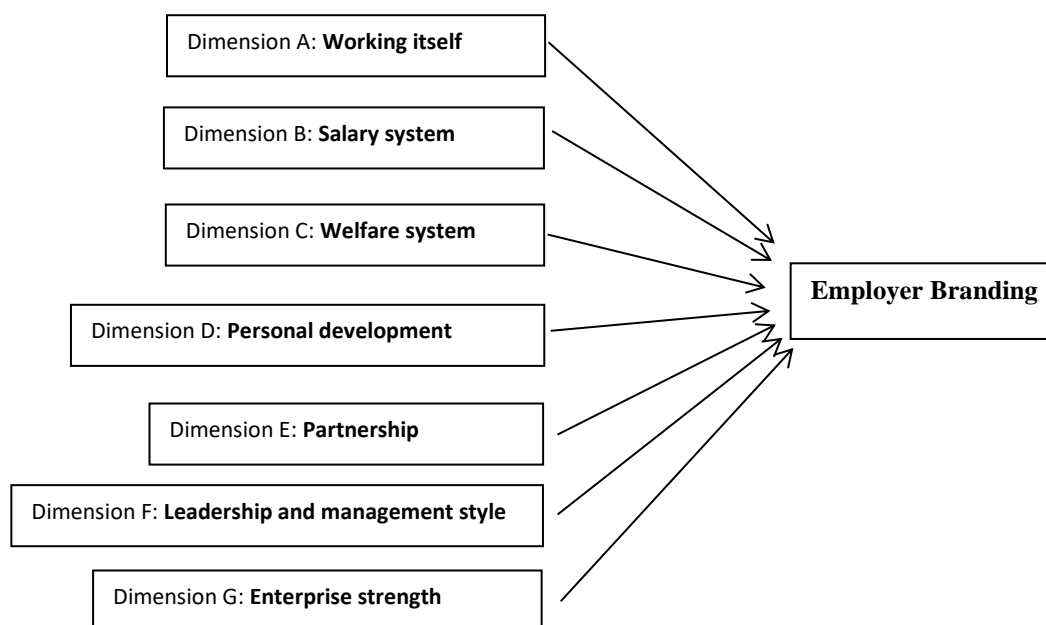 Dimension A: Working itself
Dimension B: Salary system
Dimension C: Welfare system
Dimension D: Personal development
Dimension E: Partnership
Dimension F: Leadership and management style
Dimension G: Enterprise strength
Employer Branding